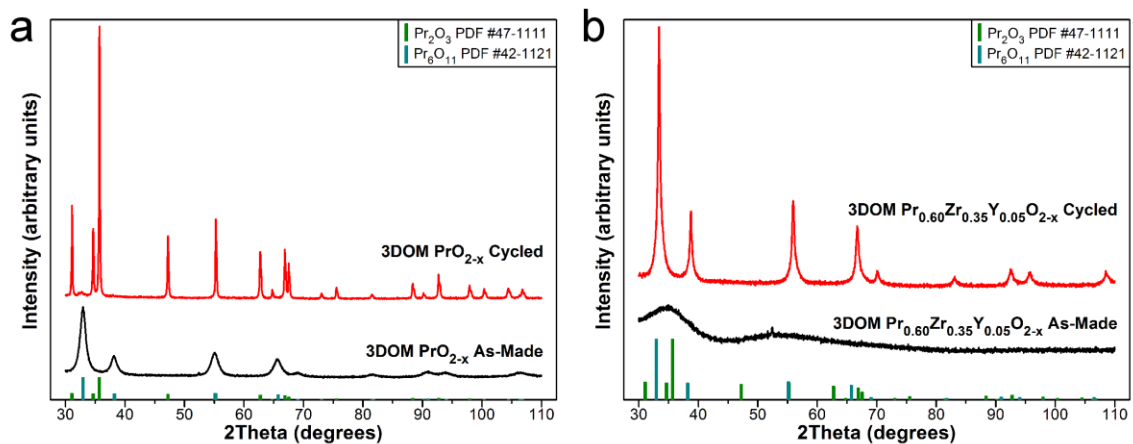 a
Pr2O3 PDF #47-1111
Pr6O11 PDF #42-1121
Intensity (arbitrary units)
3DOM PrO2-x Cycled
3DOM PrO2-x As-Made
30 40 50 60 70 80 90 100 110
2Theta (degrees)
b
Pr2O3 PDF #47-1111
Pr6O11 PDF #42-1121
Intensity (arbitrary units)
3DOM Pr0.60Zr0.35Y0.05O2-x Cycled
3DOM Pr0.60Zr0.35Y0.05O2-x As-Made
30 40 50 60 70 80 90 100 110
2Theta (degrees)